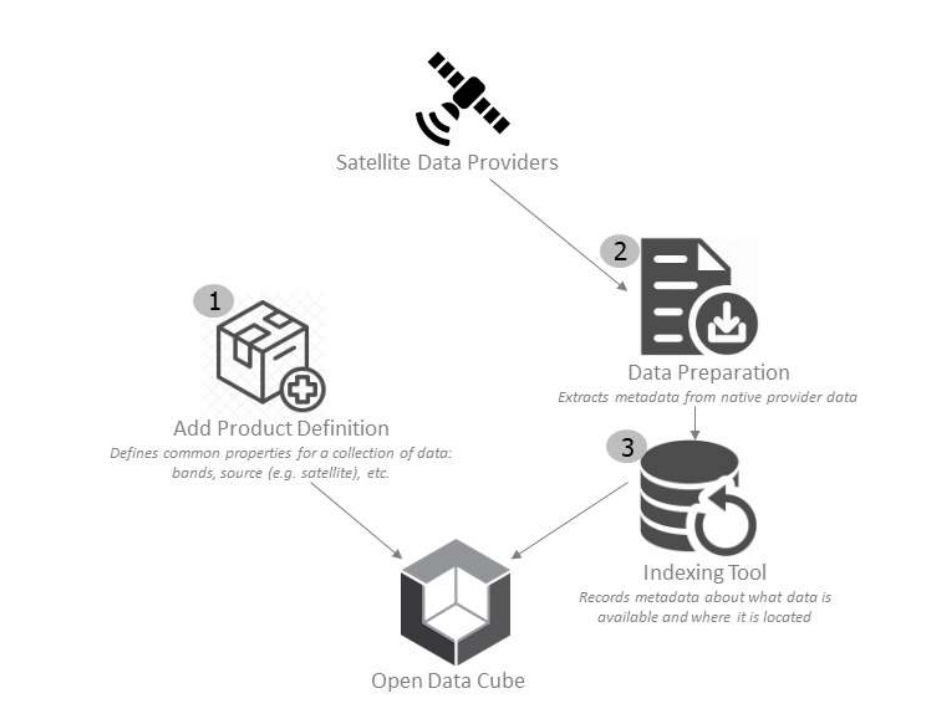 Satellite Data Providers
2
1
Data Preparation
Extracts metadata from native provider data
Add Product Definition
Defines common properties for a collection of data:
bands, source (e.g. satellite), etc.
3
Indexing Tool
Records metadata about what data is
available and where it is located
Open Data Cube